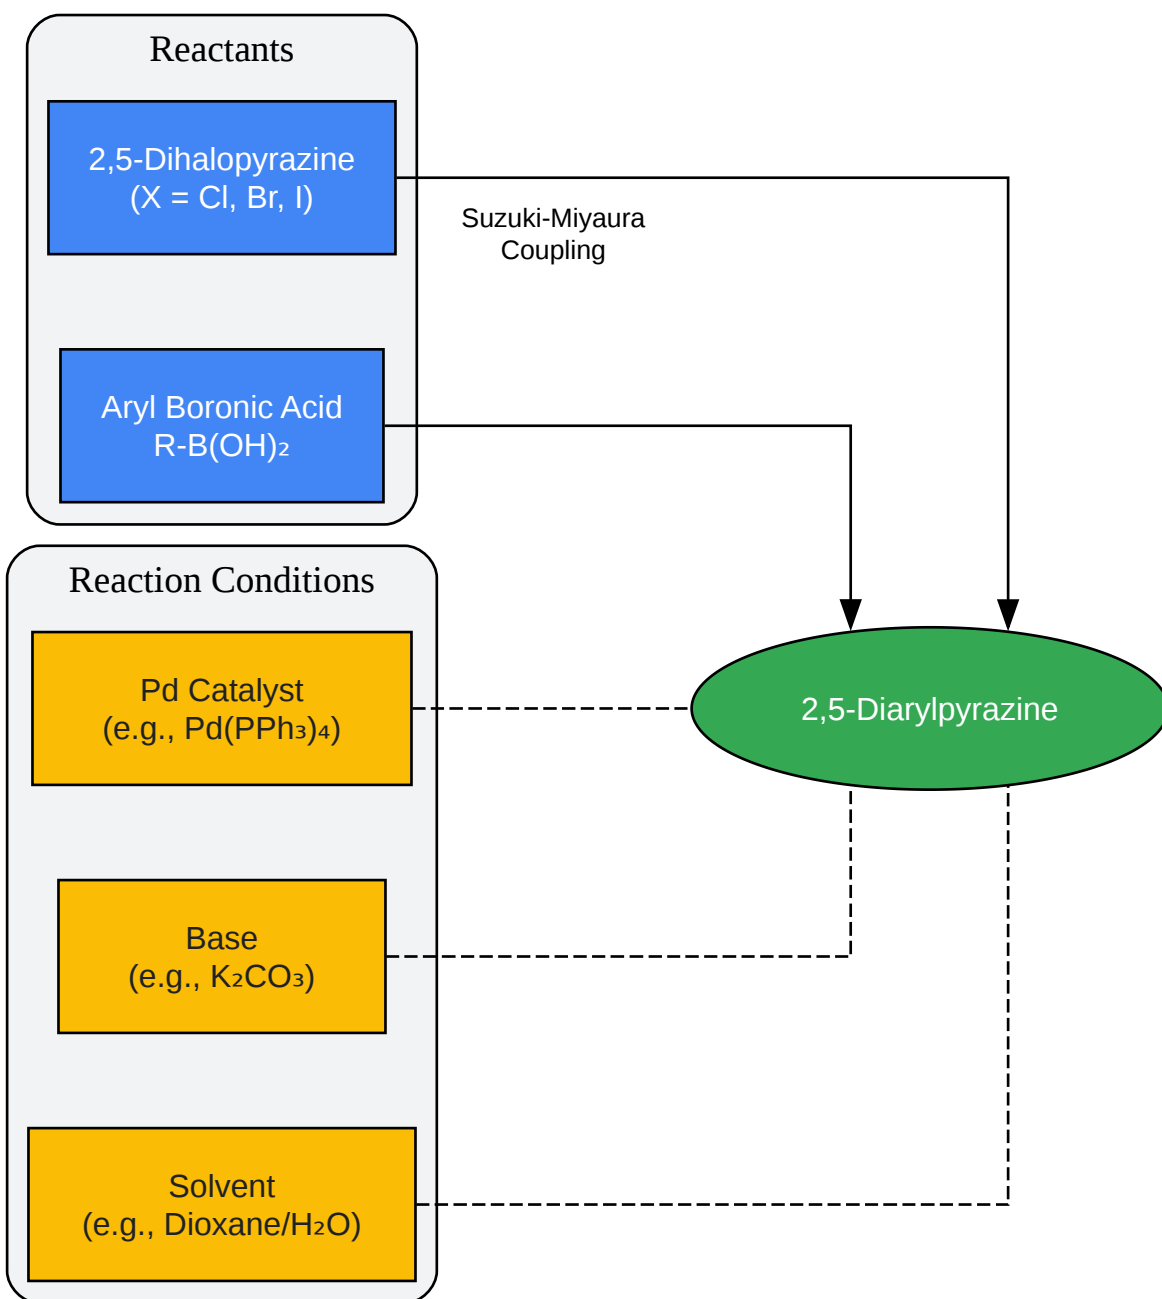 Reactants
2,5-Dihalopyrazine
(X = Cl, Br, I)
Suzuki-Miyaura
Coupling
Aryl Boronic Acid
R-B(OH)₂
Reaction Conditions
Pd Catalyst
(e.g., Pd(PPh₃)₄)
2,5-Diarylpyrazine
Base
(e.g., K₂CO₃)
Solvent
(e.g., Dioxane/H₂O)